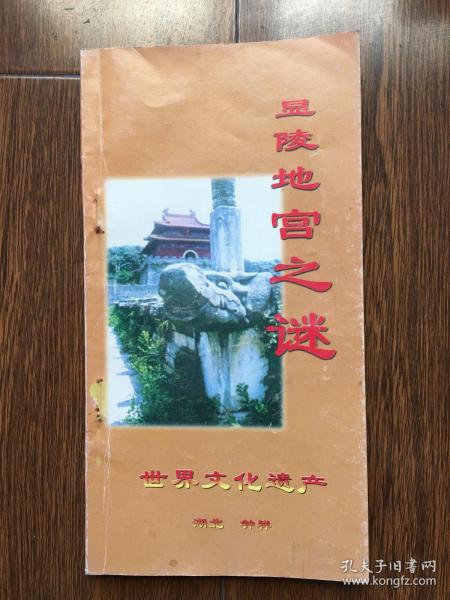 显陵地宫之谜
世界文化遗产
湖北 钟祥
孔夫子旧书网
www.kongfz.com